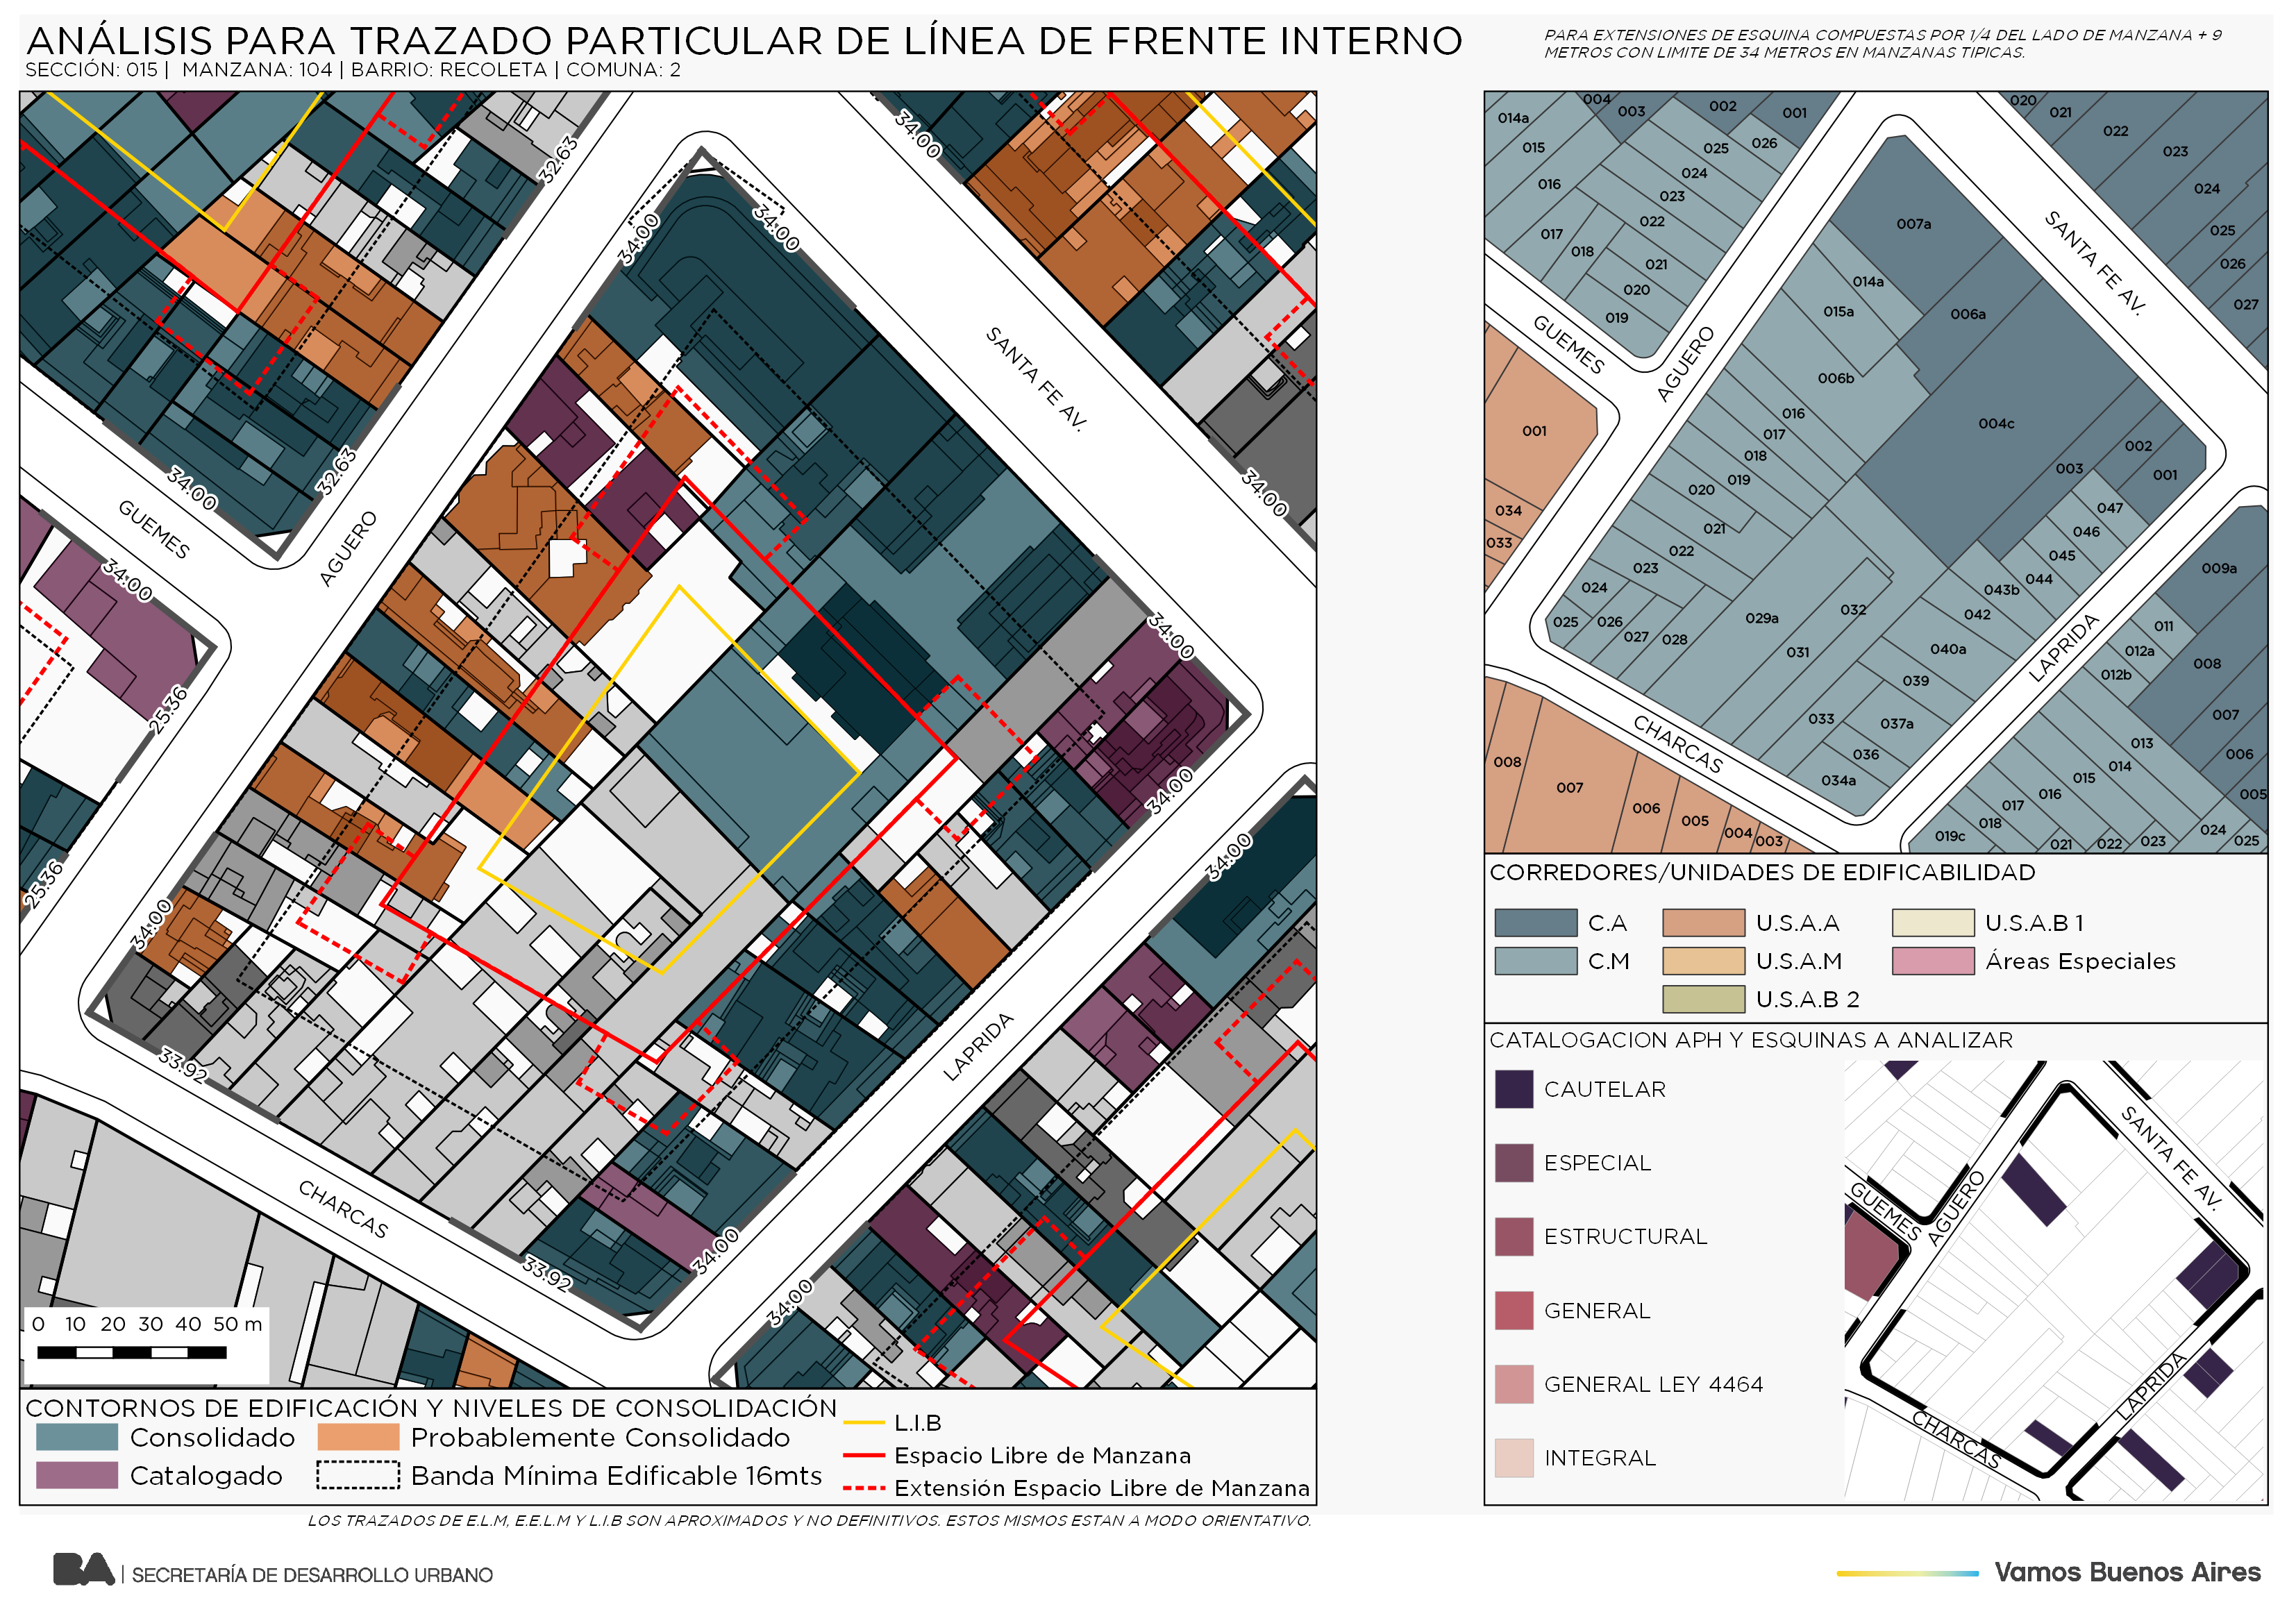 ANÁLISIS PARA TRAZADO PARTICULAR DE LÍNEA DE FRENTE INTERNO
SECCIÓN: 015 | MANZANA: 104 | BARRIO: RECOLETA | COMUNA: 2
PARA EXTENSIONES DE ESQUINA COMPUESTAS POR 1/4 DEL LADO DE MANZANA + 9
METROS CON LIMITE DE 34 METROS EN MANZANAS TIPICAS.
32.63
34.00
34.00
34.00
SANTA FE AV.
34.00
32.63
34.00
GUEMES
AGUERO
34.00
25.36
25.36
34.00
34.00
34.00
34.00
LAPRIDA
33.92
CHARCAS
33.92
34.00
34.00
0 10 20 30 40 50 m
CONTORNOS DE EDIFICACIÓN Y NIVELES DE CONSOLIDACIÓN
Consolidado
Probablemente Consolidado
Catalogado
Banda Mínima Edificable 16mts
L.I.B
Espacio Libre de Manzana
Extensión Espacio Libre de Manzana
LOS TRAZADOS DE E.L.M, E.E.L.M Y L.I.B SON APROXIMADOS Y NO DEFINITIVOS. ESTOS MISMOS ESTAN A MODO ORIENTATIVO.
004
003
002
001
014a
015
016
017
018
019
020
021
022
023
024
025
026
020
021
022
023
024
025
026
027
GUEMES
AGUERO
SANTA FE AV.
LAPRIDA
CHARCAS
007a
014a
015a
006a
006b
004c
003
002
001
016
017
018
019
020
021
022
023
024
025
026
027
028
029a
031
032
033
034a
036
037a
039
040a
042
043b
044
045
046
047
001
034
033
008
007
006
005
004
003
009a
011
012a
012b
008
007
006
005
013
014
015
016
017
018
019c
021
022
023
024
025
CORREDORES/UNIDADES DE EDIFICABILIDAD
C.A
U.S.A.A
U.S.A.B 1
C.M
U.S.A.M
Áreas Especiales
U.S.A.B 2
CATALOGACION APH Y ESQUINAS A ANALIZAR
CAUTELAR
ESPECIAL
ESTRUCTURAL
GENERAL
GENERAL LEY 4464
INTEGRAL
SANTA FE AV.
GUEMES
AGUERO
LAPRIDA
CHARCAS
BA | SECRETARÍA DE DESARROLLO URBANO
Vamos Buenos Aires